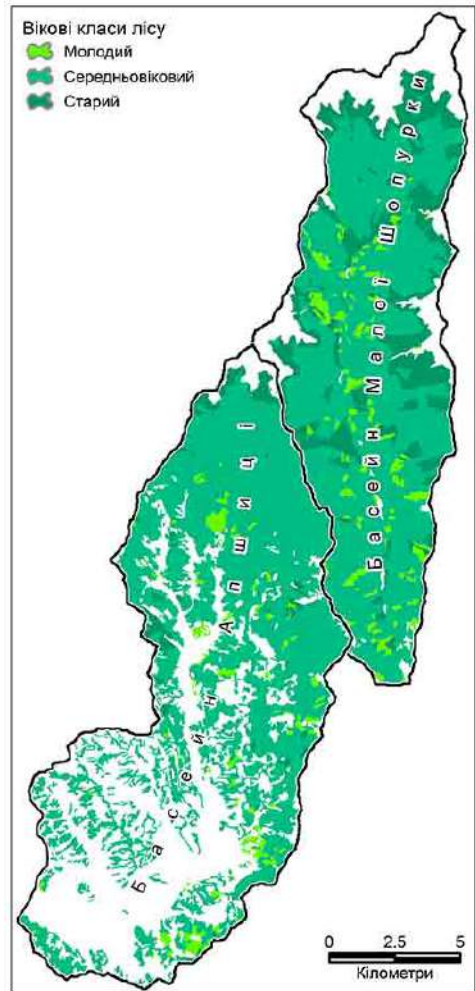 Вікові класи лісу
Молодий
Середньовіковий
Старий
Басейн Малої Шопурки
Басейн Апшиці
0 2.5 5
Кілометри